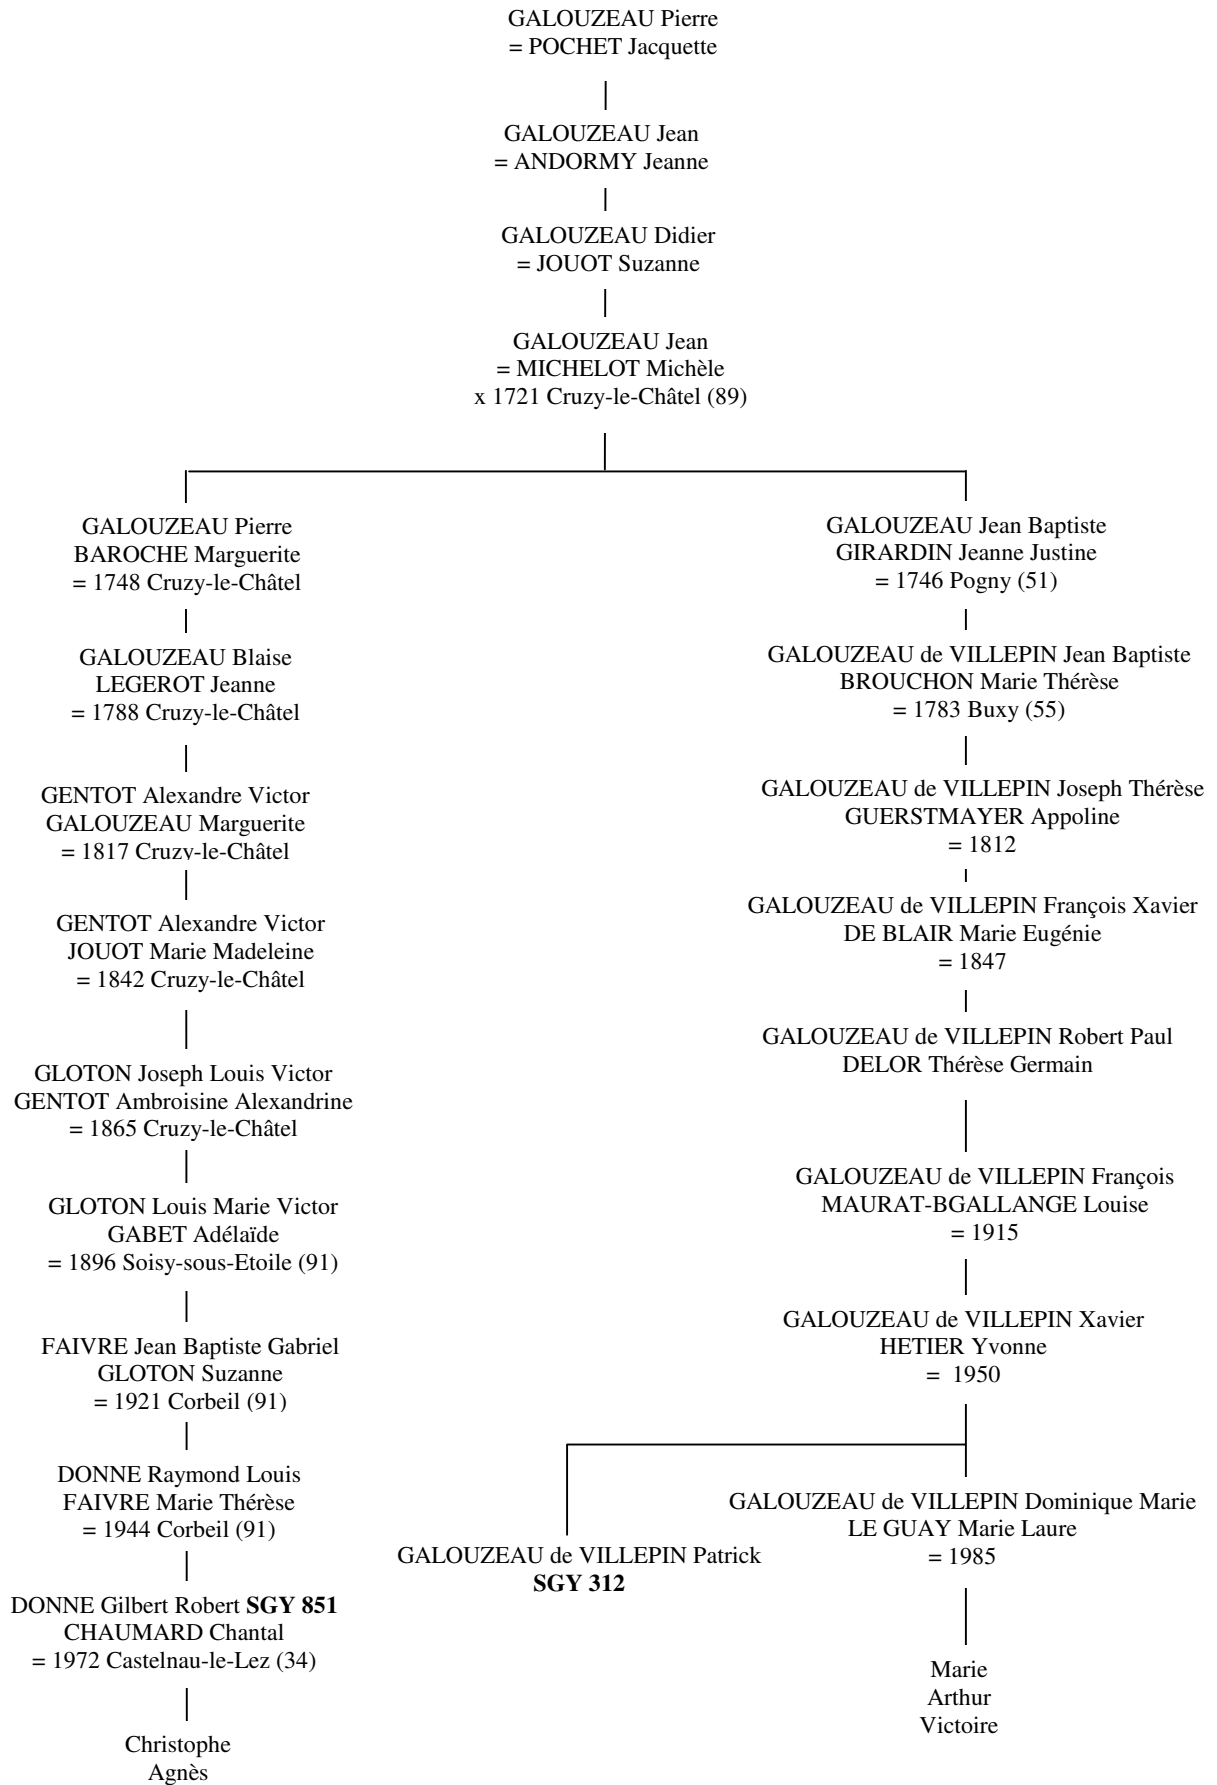 GALOUZEAU Pierre
= POCHET Jacquette
GALOUZEAU Jean
= ANDORMY Jeanne
GALOUZEAU Didier
= JOUOT Suzanne
GALOUZEAU Jean
= MICHELOT Michèle
x 1721 Cruzy-le-Châtel (89)
GALOUZEAU Pierre
BAROCHE Marguerite
= 1748 Cruzy-le-Châtel
GALOUZEAU Blaise
LEGEROT Jeanne
= 1788 Cruzy-le-Châtel
GENTOT Alexandre Victor
GALOUZEAU Marguerite
= 1817 Cruzy-le-Châtel
GENTOT Alexandre Victor
JOUOT Marie Madeleine
= 1842 Cruzy-le-Châtel
GLOTON Joseph Louis Victor
GENTOT Ambroisine Alexandrine
= 1865 Cruzy-le-Châtel
GLOTON Louis Marie Victor
GABET Adélaïde
= 1896 Soisy-sous-Etoile (91)
FAIVRE Jean Baptiste Gabriel
GLOTON Suzanne
= 1921 Corbeil (91)
DONNE Raymond Louis
FAIVRE Marie Thérèse
= 1944 Corbeil (91)
DONNE Gilbert Robert SGY 851
CHAUMARD Chantal
= 1972 Castelnau-le-Lez (34)
Christophe
Agnès
GALOUZEAU Jean Baptiste
GIRARDIN Jeanne Justine
= 1746 Pogny (51)
GALOUZEAU de VILLEPIN Jean Baptiste
BROUCHON Marie Thérèse
= 1783 Buxy (55)
GALOUZEAU de VILLEPIN Joseph Thérèse
GUERSTMAYER Appoline
= 1812
GALOUZEAU de VILLEPIN François Xavier
DE BLAIR Marie Eugénie
= 1847
GALOUZEAU de VILLEPIN Robert Paul
DELOR Thérèse Germain
GALOUZEAU de VILLEPIN François
MAURAT-BGALLANGE Louise
= 1915
GALOUZEAU de VILLEPIN Xavier
HETIER Yvonne
= 1950
GALOUZEAU de VILLEPIN Patrick
SGY 312
GALOUZEAU de VILLEPIN Dominique Marie
LE GUAY Marie Laure
= 1985
Marie
Arthur
Victoire